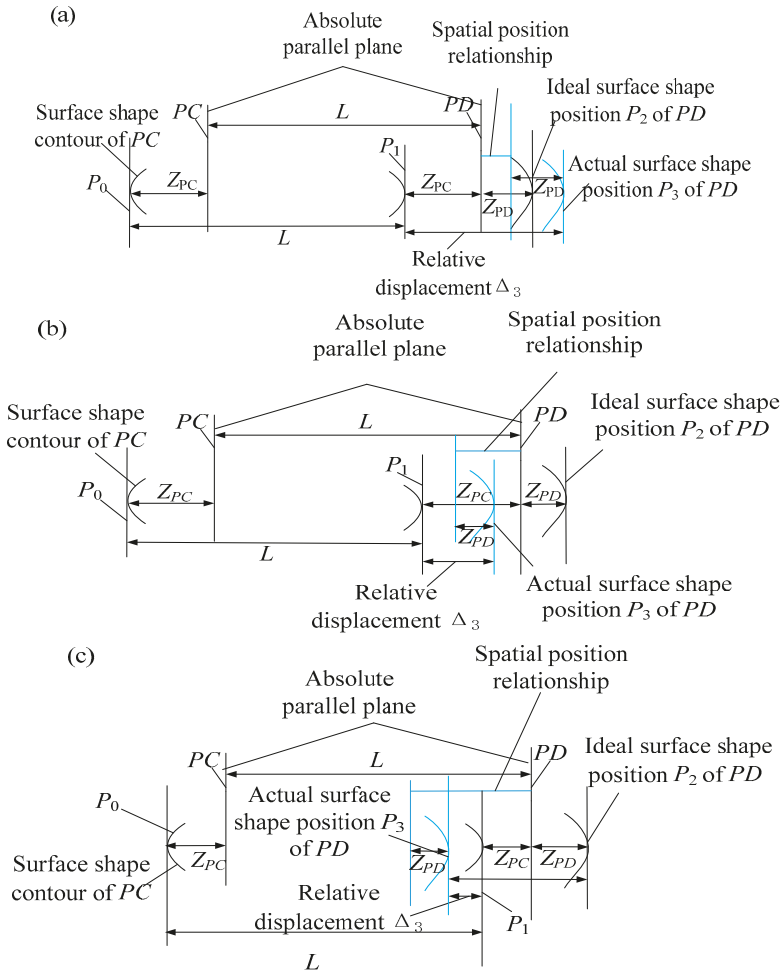 (a)
Absolute
parallel plane
Spatial position
relationship
Surface shape
contour of PC
PC
L
PD
Ideal surface shape
position P2 of PD
P0
ZPC
P1
ZPC
ZPD
ZPD
Actual surface shape
position P3 of PD
L
Relative
displacement Δ3
(b)
Absolute
parallel plane
Spatial position
relationship
Surface shape
contour of PC
PC
L
PD
Ideal surface shape
position P2 of PD
P0
ZPC
P1
ZPC
ZPD
ZPD
L
Relative
displacement Δ3
Actual surface shape
position P3 of PD
(c)
Absolute
parallel plane
Spatial position
relationship
PC
L
PD
Ideal surface shape
position P2 of PD
P0
Actual surface
shape position P3
of PD
Surface shape
contour of PC
ZPC
ZPD
ZPC
ZPD
Relative
displacement Δ3
P1
L